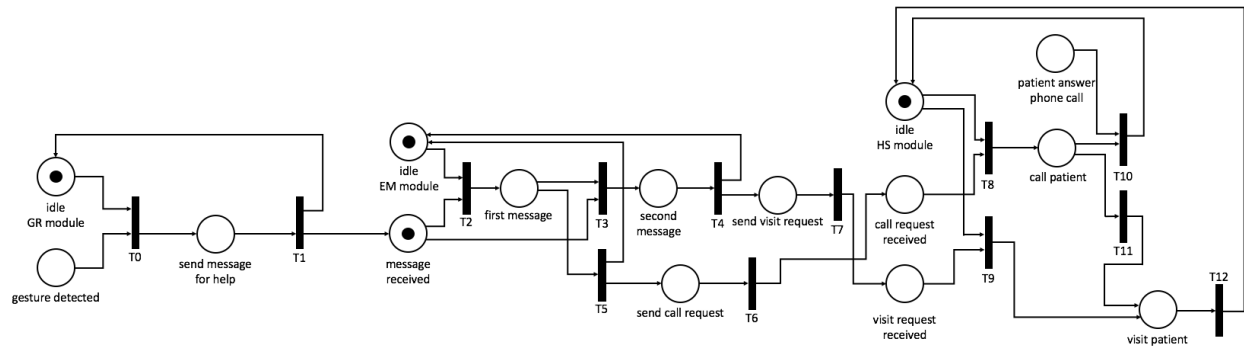 idle
GR module
gesture detected
T0
send message
for help
T1
idle
EM module
message
received
T2
first message
T3
T5
second
message
send call request
T4
send visit request
T6
T7
idle
HS module
call request
received
visit request
received
T8
T9
patient answer
phone call
call patient
T10
T11
visit patient
T12